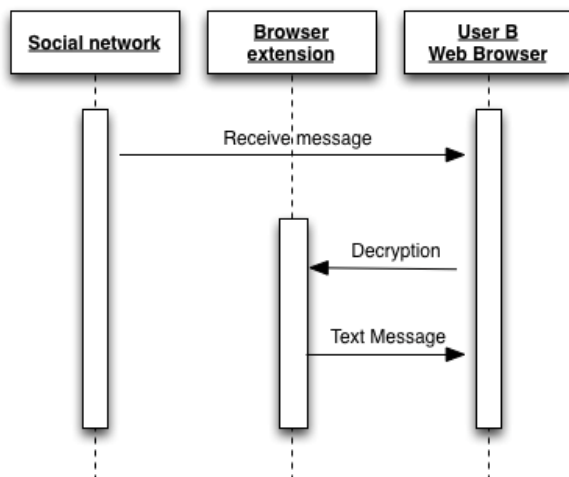 Social network
Browser
extension
User B
Web Browser
Receive message
Decryption
Text Message